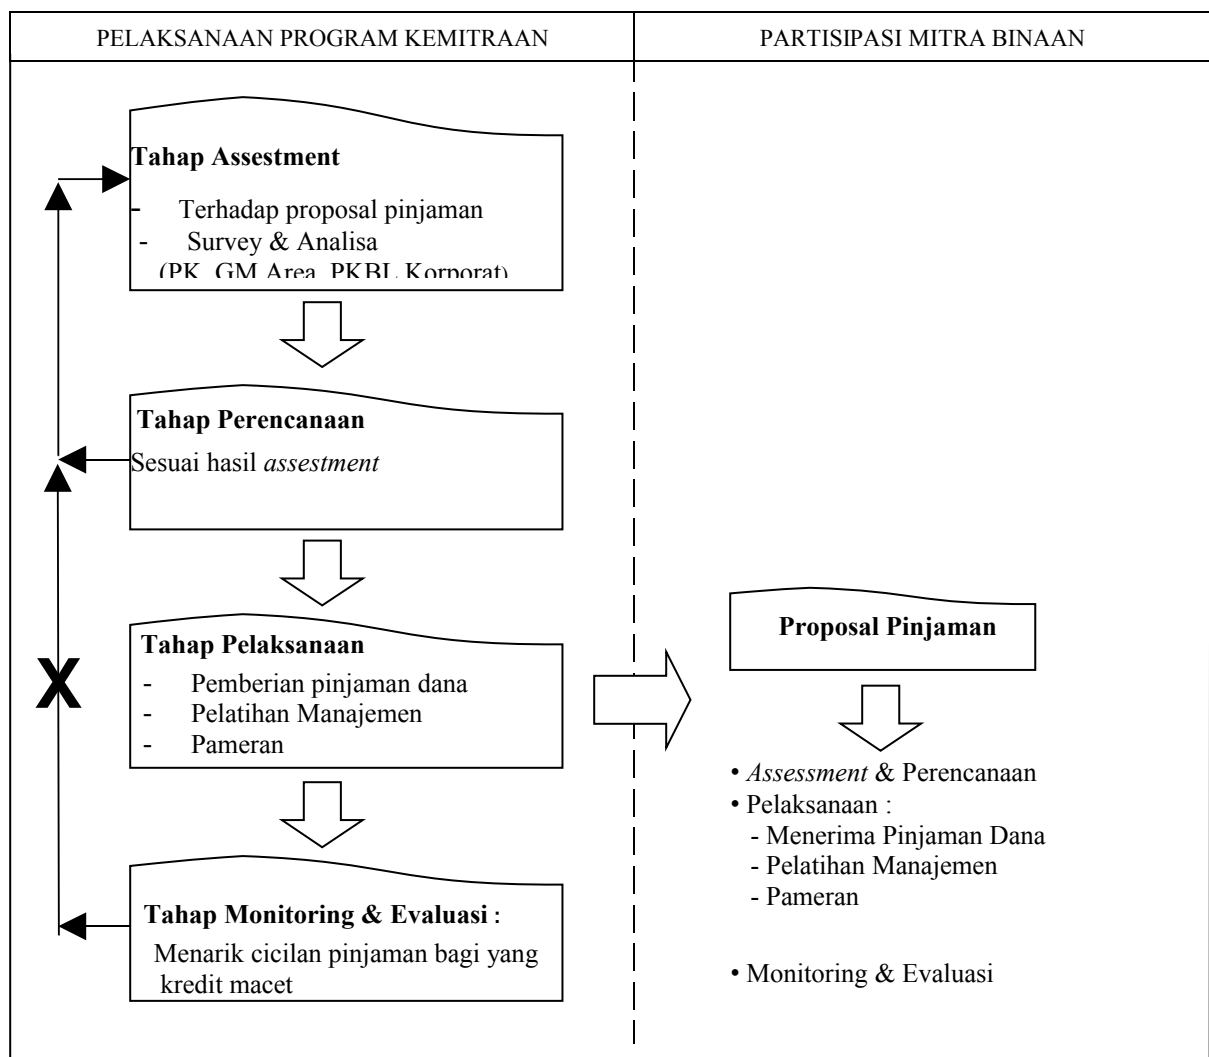 PELAKSANAAN PROGRAM KEMITRAAN
PARTISIPASI MITRA BINAAN
Tahap Assestment
- Terhadap proposal pinjaman
- Survey & Analisa
(PK, GM Area, PKBL Korporat)
Tahap Perencanaan
Sesuai hasil assestment
Tahap Pelaksanaan
- Pemberian pinjaman dana
- Pelatihan Manajemen
- Pameran
X
Tahap Monitoring & Evaluasi :
Menarik cicilan pinjaman bagi yang
kredit macet
Proposal Pinjaman
• Assessment & Perencanaan
• Pelaksanaan :
- Menerima Pinjaman Dana
- Pelatihan Manajemen
- Pameran
• Monitoring & Evaluasi